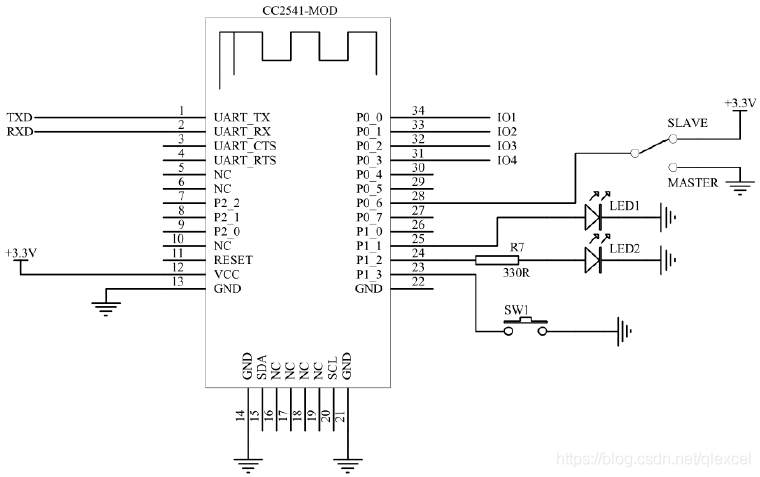 CC2541-MOD
TXD 1 UART_TX P0_0 34 IO1
RXD 2 UART_RX P0_1 33 IO2
3 UART_CTS P0_2 32 IO3
4 UART_RTS P0_3 31 IO4
5 NC P0_4 30
6 NC P0_5 29
7 P2_2 P0_6 28
8 P2_1 P0_7 27
9 P2_0 P1_0 26
10 NC P1_1 25
11 RESET P1_2 24
12 VCC P1_3 23
13 GND GND 22
+3.3V
+3.3V
SLAVE
MASTER
LED1
R7
330R
LED2
SW1
GND SDA NC NC NC NC SCL GND
14 15 16 17 18 19 20 21
https://blog.csdn.net/qlexcel